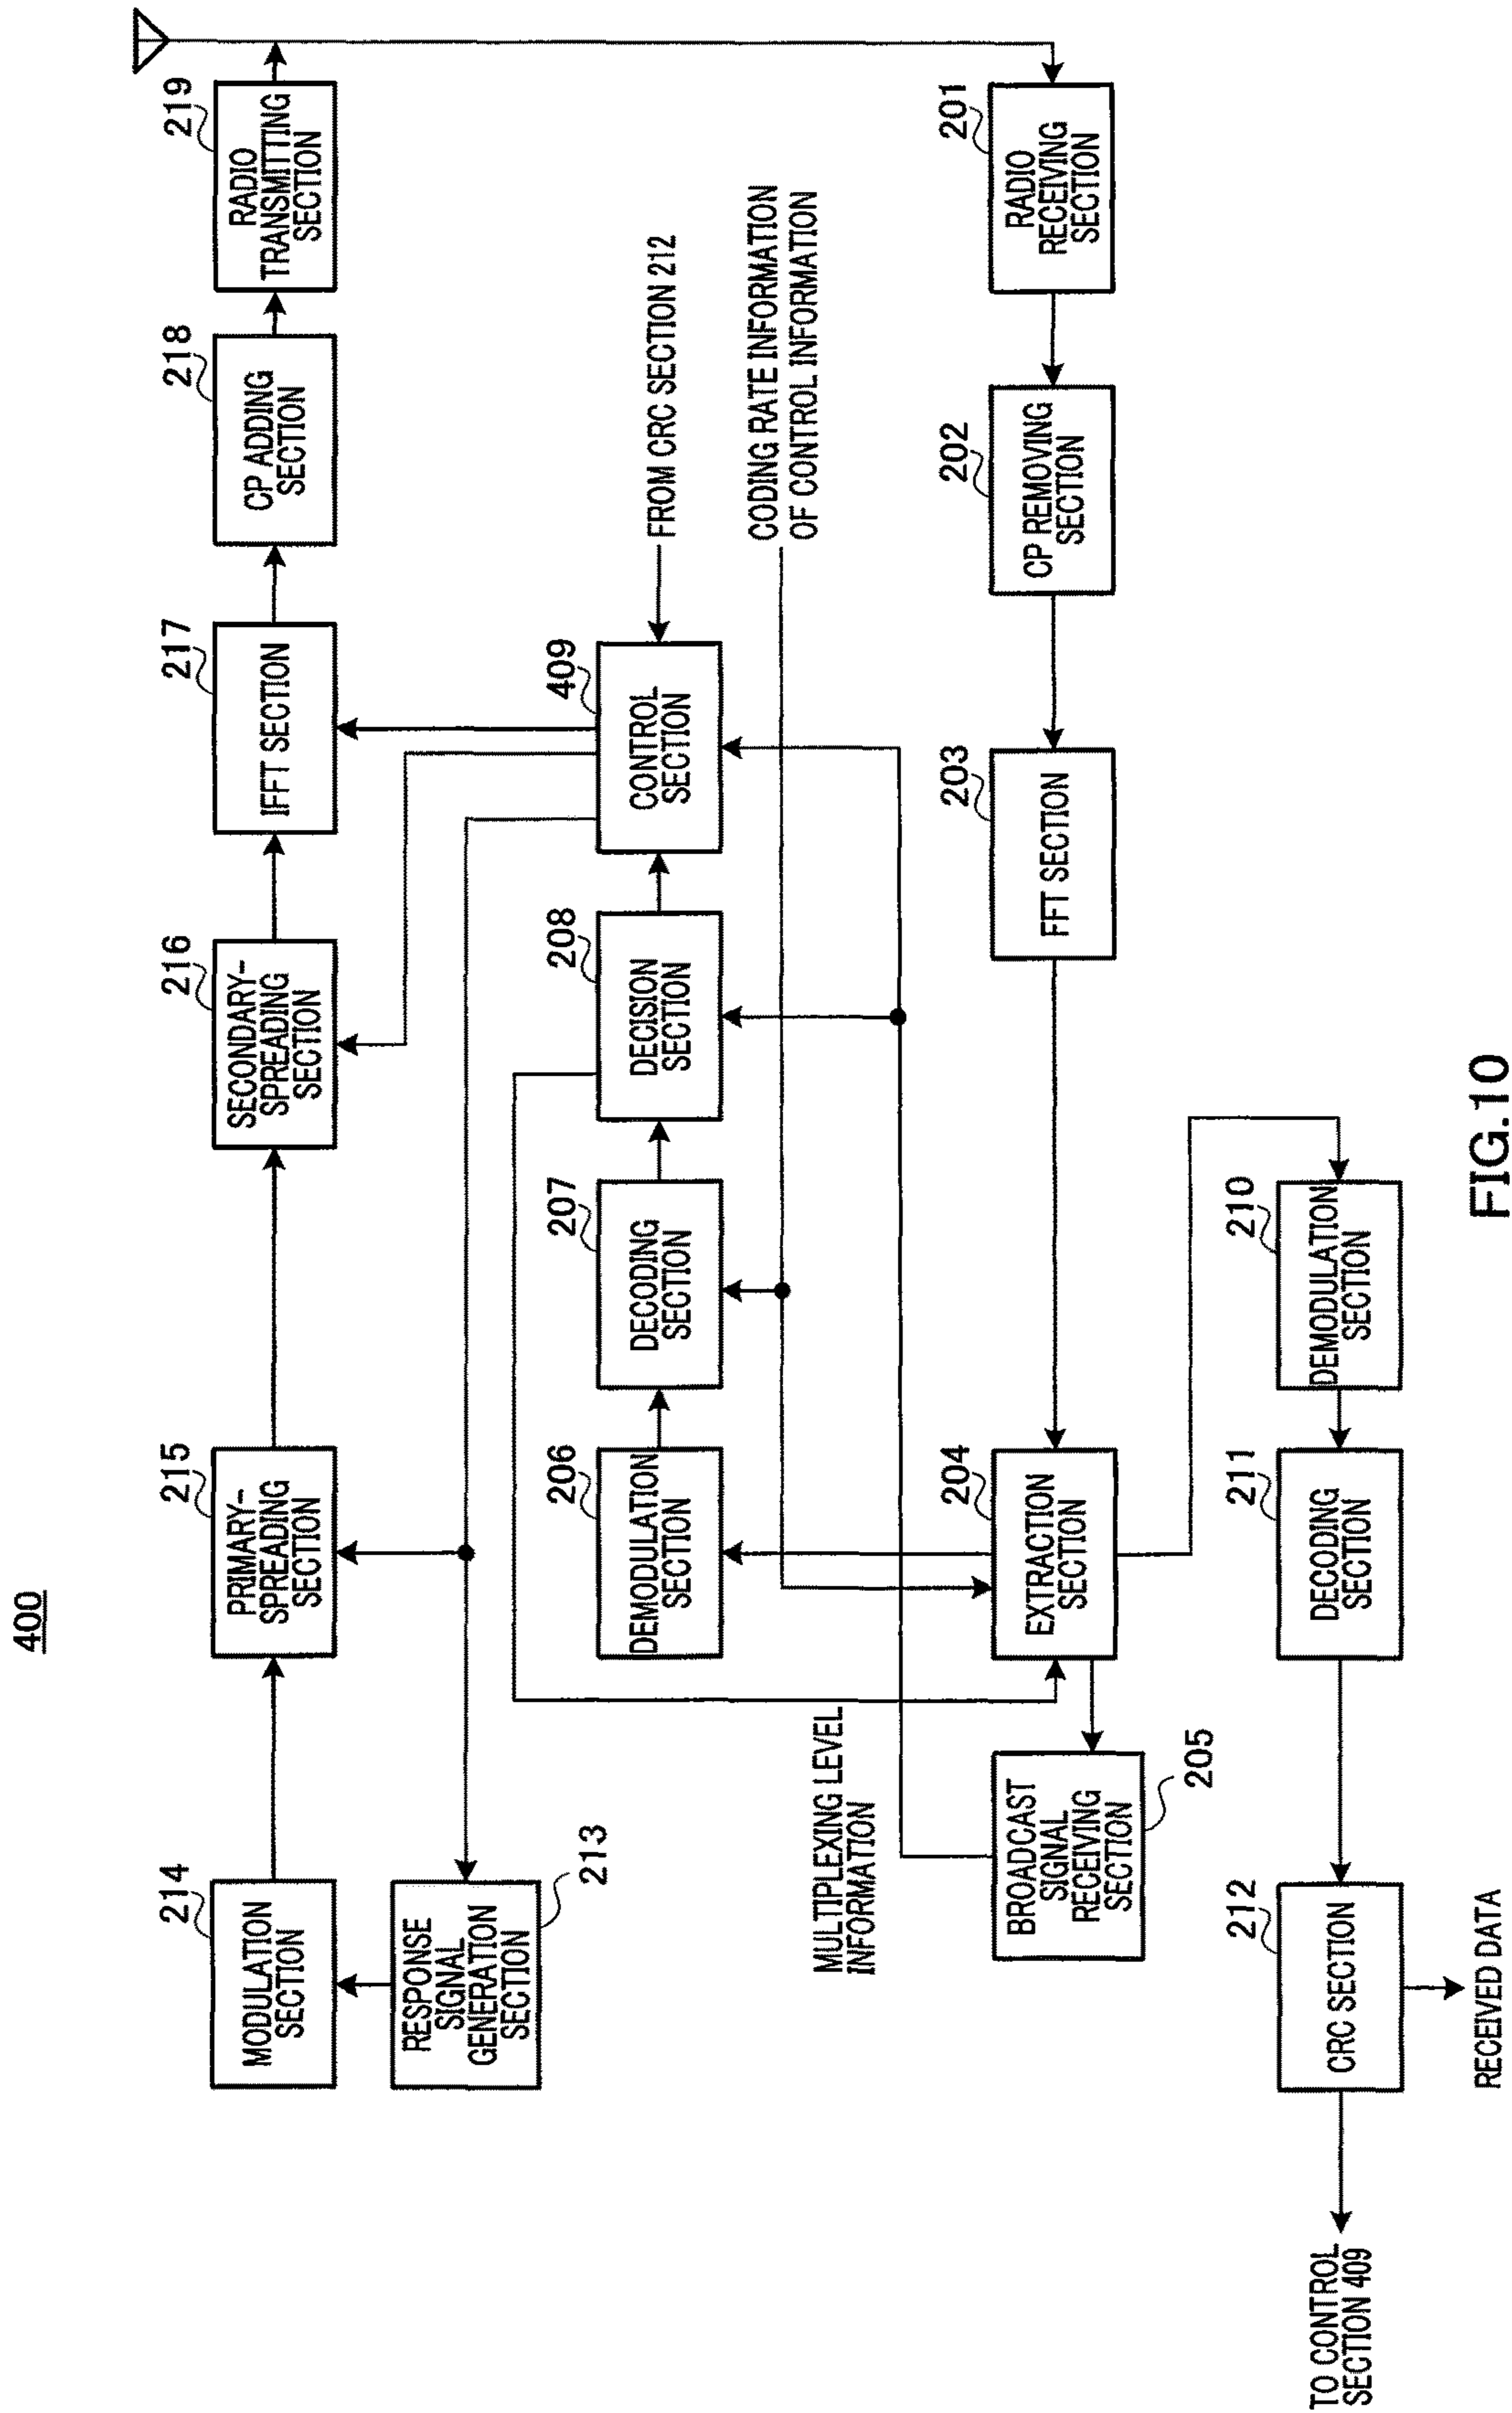 400
214
MODULATION
SECTION
215
PRIMARY-
SPREADING
SECTION
216
SECONDARY-
SPREADING
SECTION
217
IFFT SECTION
218
CP ADDING
SECTION
219
RADIO
TRANSMITTING
SECTION
RESPONSE
SIGNAL
GENERATION
SECTION
213
206
DEMODULATION
SECTION
207
DECODING
SECTION
208
DECISION
SECTION
409
CONTROL
SECTION
FROM CRC SECTION 212
CODING RATE INFORMATION
OF CONTROL INFORMATION
MULTIPLEXING LEVEL
INFORMATION
BROADCAST
SIGNAL
RECEIVING
SECTION
205
204
EXTRACTION
SECTION
203
FFT SECTION
202
CP REMOVING
SECTION
201
RADIO
RECEIVING
SECTION
TO CONTROL
SECTION 409
212
CRC SECTION
211
DECODING
SECTION
210
DEMODULATION
SECTION
RECEIVED DATA
FIG.10